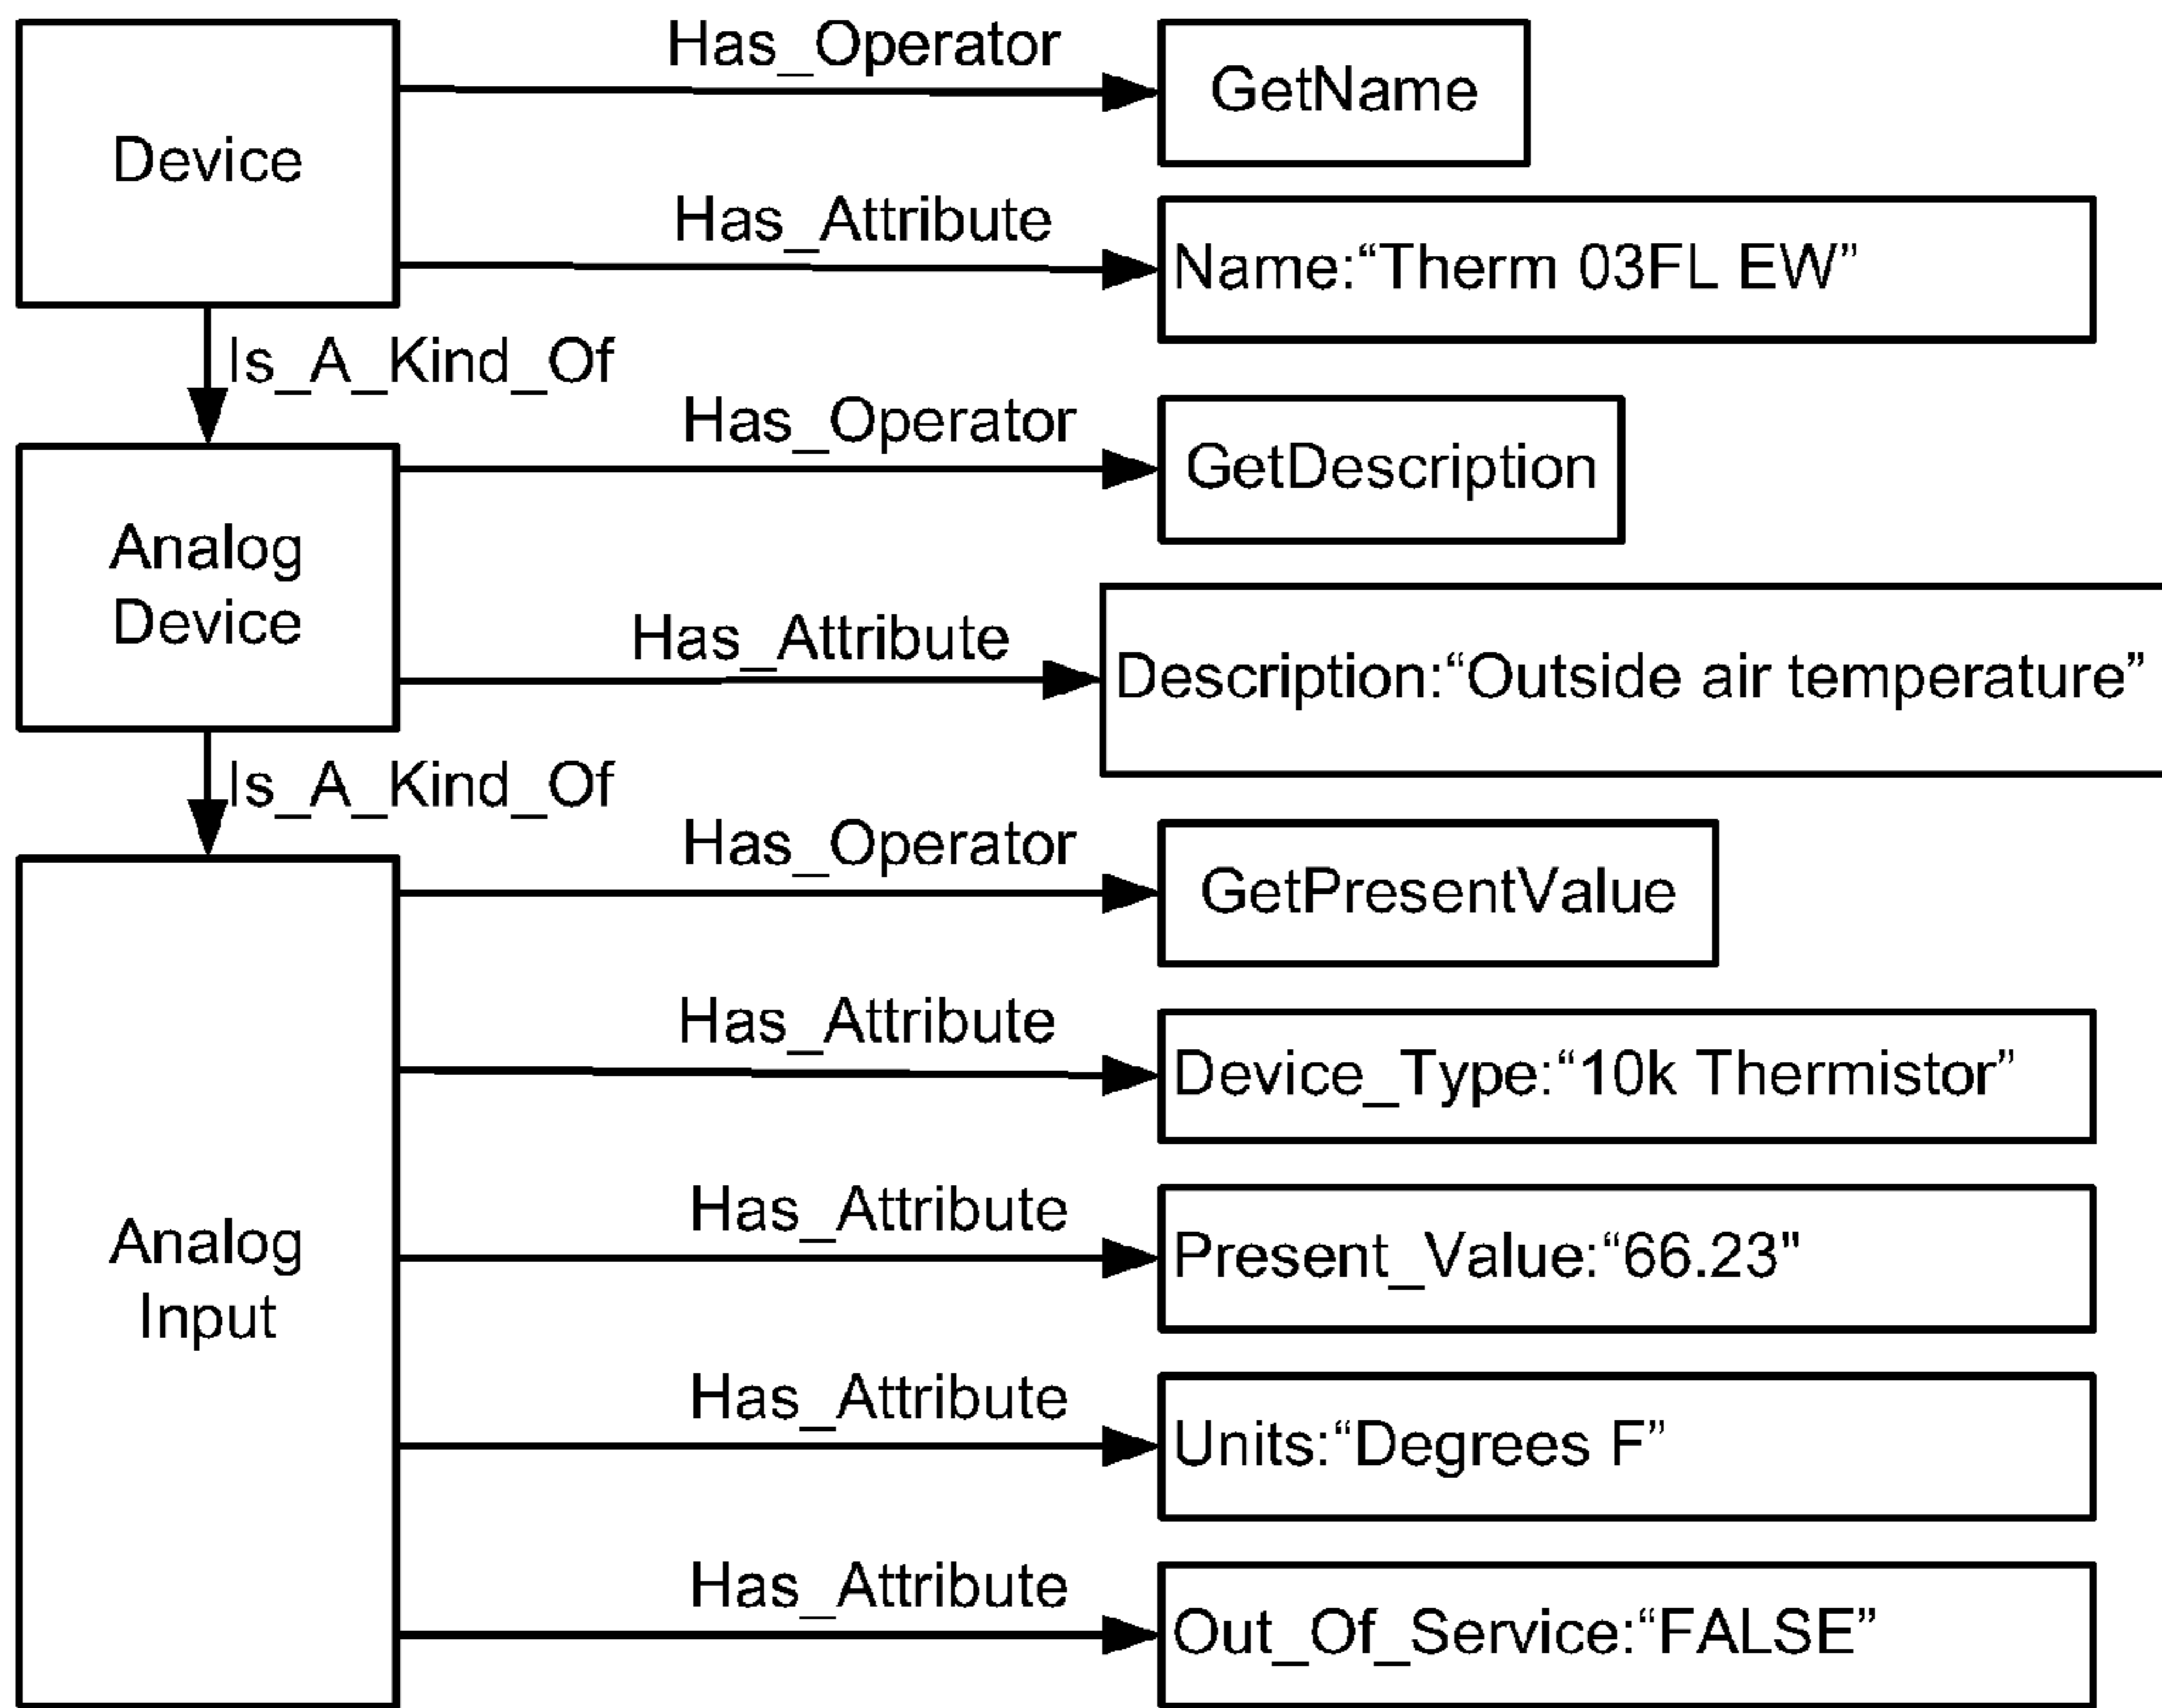 Has_Operator
GetName
Device
Has_Attribute
Name:“Therm 03FL EW”
Is_A_Kind_Of
Has_Operator
GetDescription
Analog
Device
Has_Attribute
Description:“Outside air temperature”
Is_A_Kind_Of
Has_Operator
GetPresentValue
Has_Attribute
Device_Type:“10k Thermistor”
Analog
Input
Has_Attribute
Present_Value:“66.23"
Has_Attribute
Units:“Degrees F”
Has_Attribute
Out_Of_Service:“FALSE”